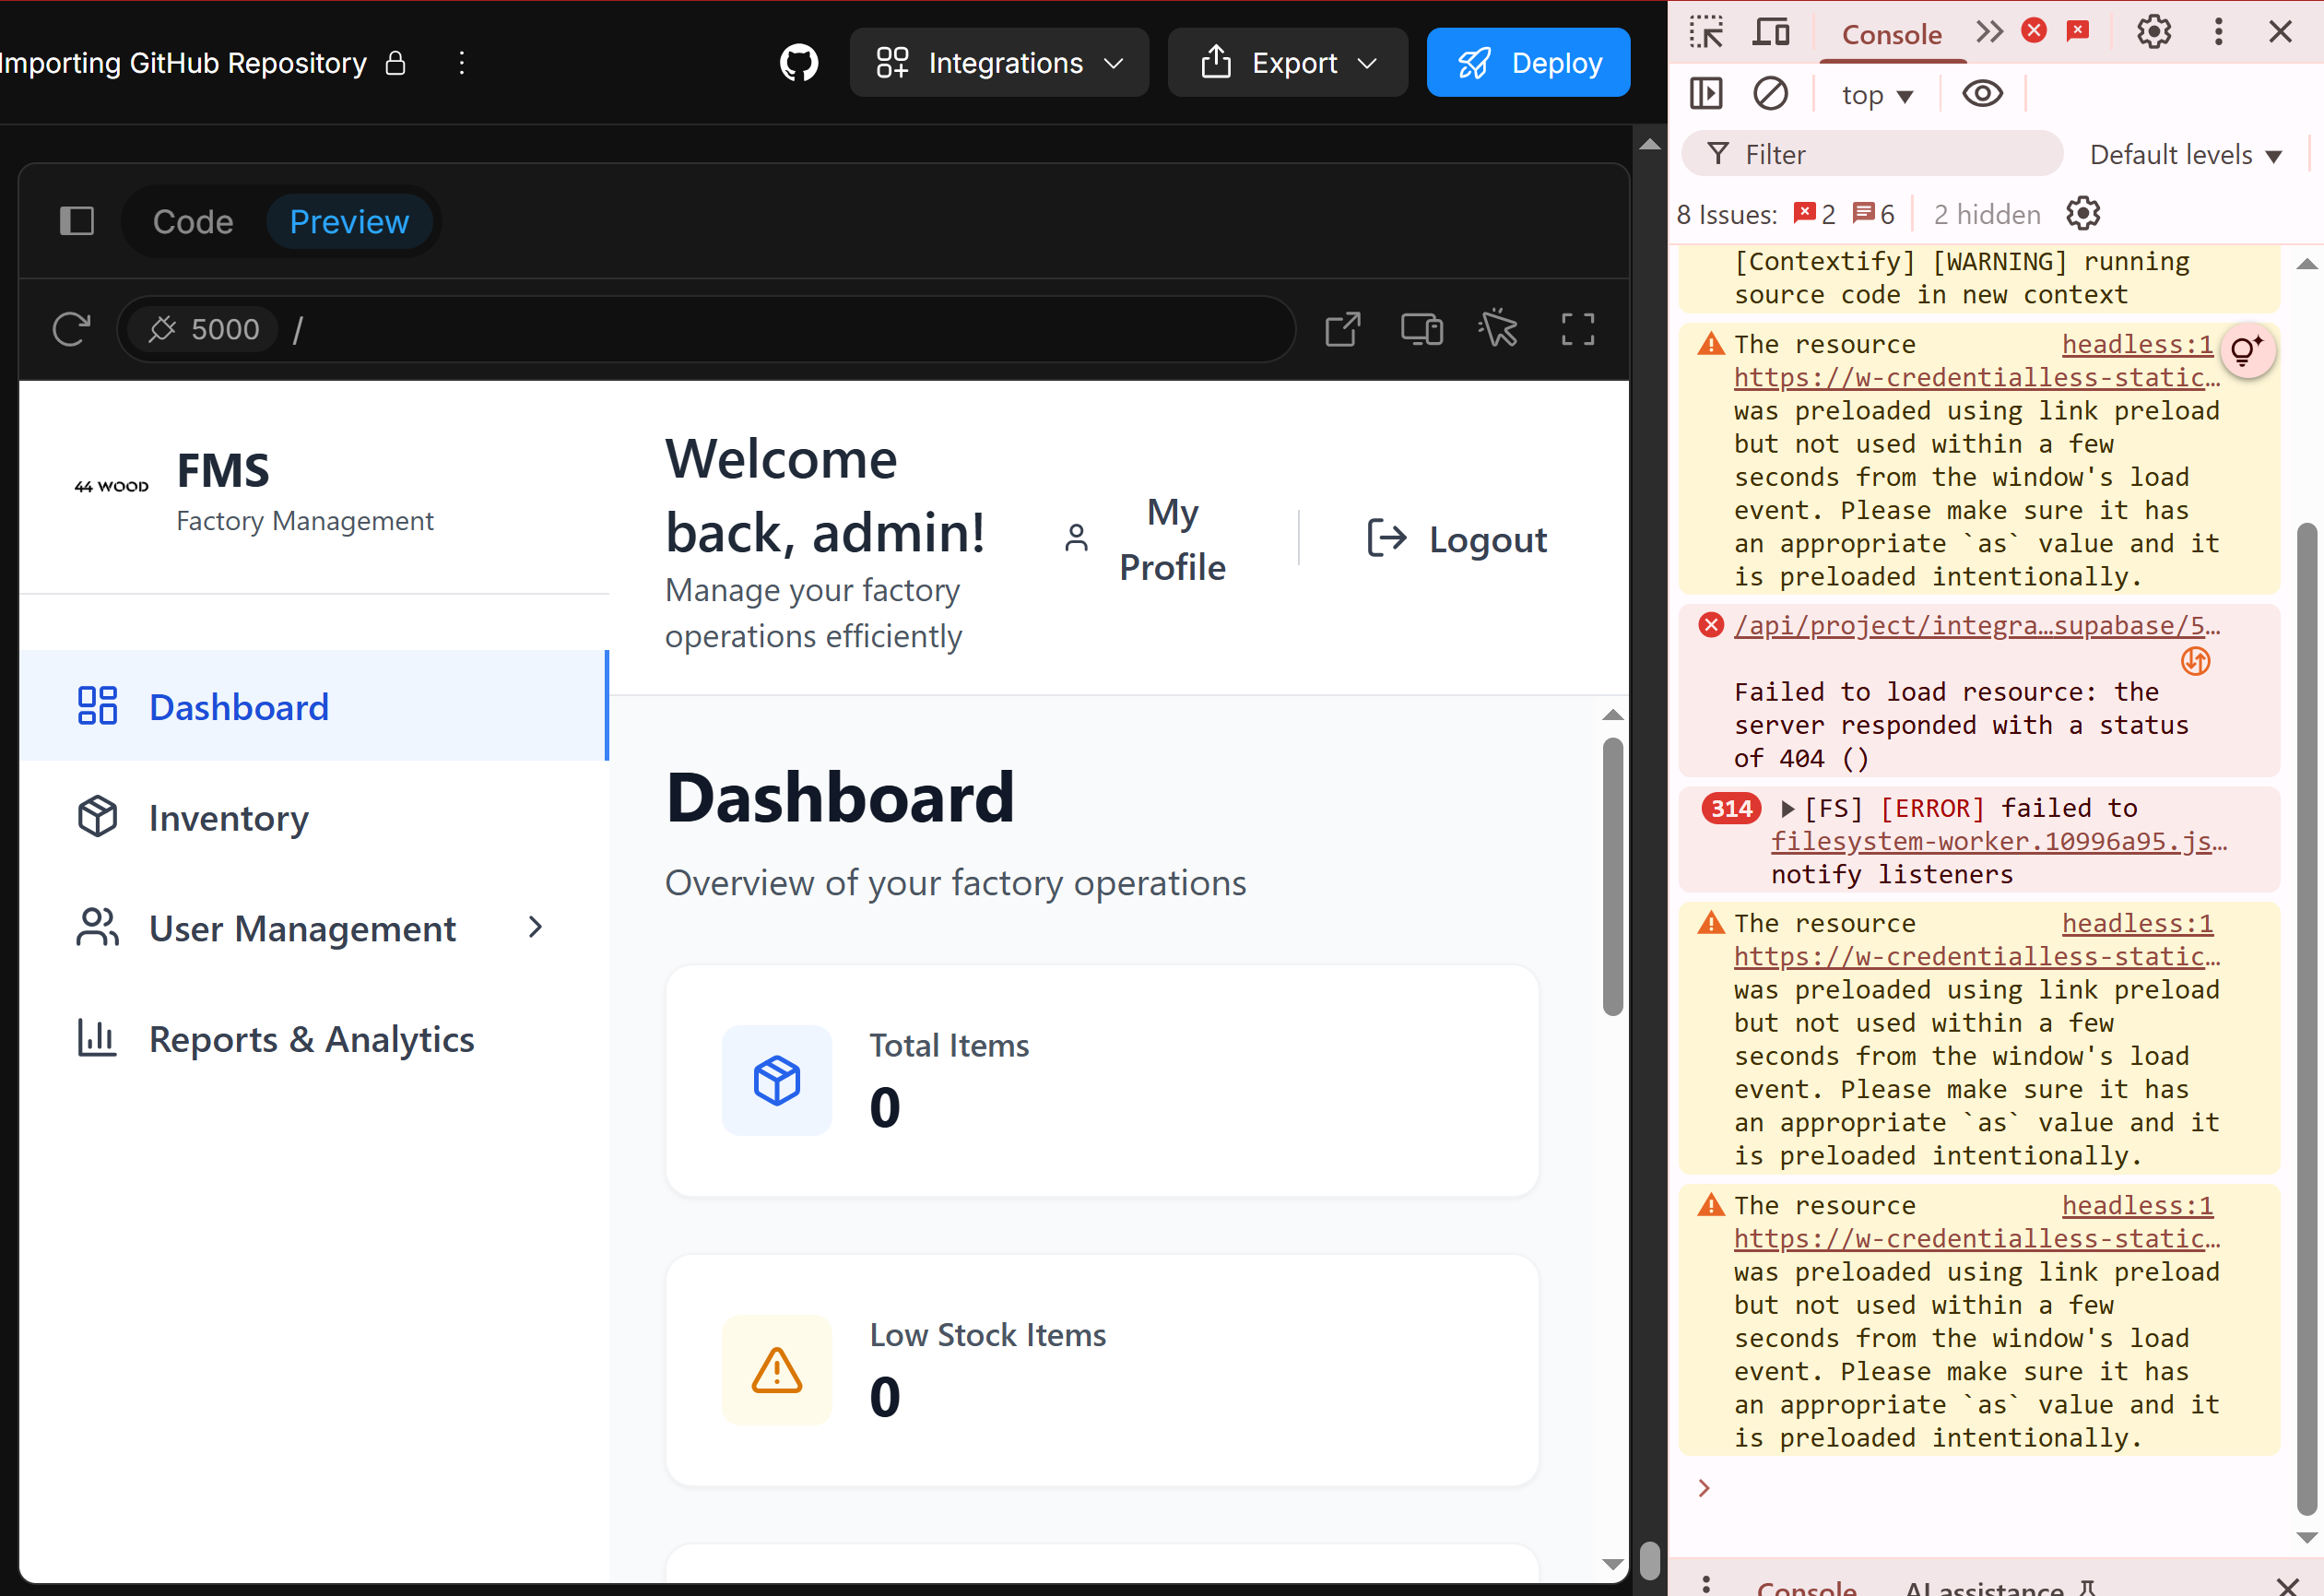 Importing GitHub Repository
Integrations
Export
Deploy
Code
Preview
5000 /
44 WOOD
FMS
Factory Management
Welcome
back, admin!
Manage your factory
operations efficiently
My
Profile
Logout
Dashboard
Inventory
User Management
Reports & Analytics
Dashboard
Overview of your factory operations
Total Items
0
Low Stock Items
0
Console
top
Filter
Default levels
8 Issues: 2 6 2 hidden
[Contextify] [WARNING] running
source code in new context
The resource headless:1
https://w-credentialless-static…
was preloaded using link preload
but not used within a few
seconds from the window's load
event. Please make sure it has
an appropriate `as` value and it
is preloaded intentionally.
/api/project/integra…supabase/5…
Failed to load resource: the
server responded with a status
of 404 ()
314 [FS] [ERROR] failed to
filesystem-worker.10996a95.js…
notify listeners
The resource headless:1
https://w-credentialless-static…
was preloaded using link preload
but not used within a few
seconds from the window's load
event. Please make sure it has
an appropriate `as` value and it
is preloaded intentionally.
The resource headless:1
https://w-credentialless-static…
was preloaded using link preload
but not used within a few
seconds from the window's load
event. Please make sure it has
an appropriate `as` value and it
is preloaded intentionally.
Console
AI assistance